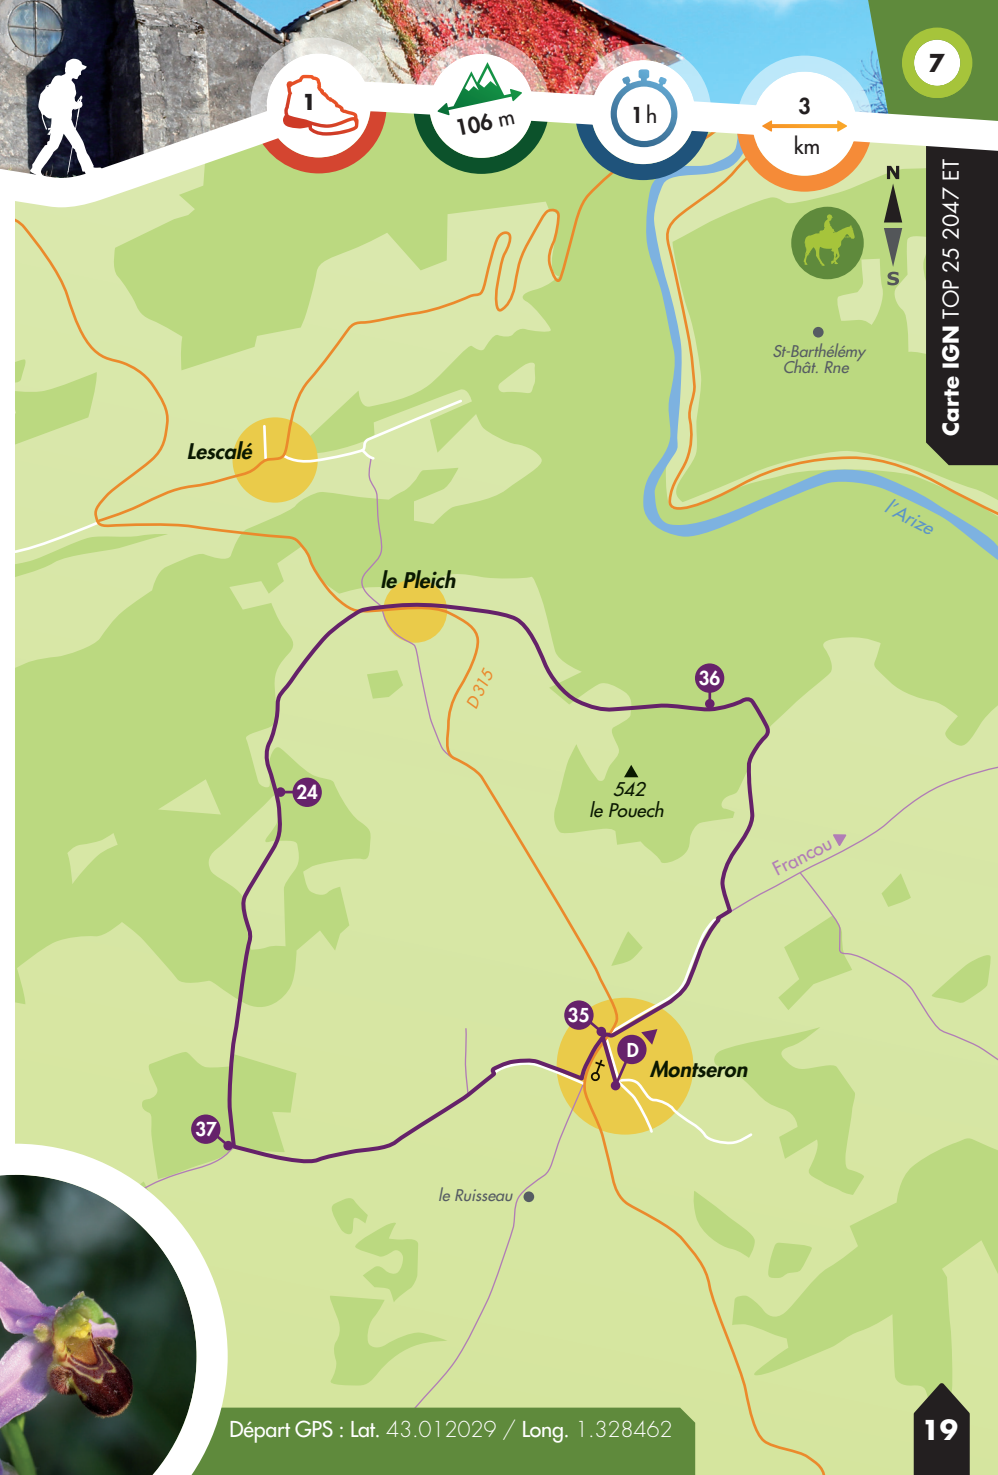 1
106 m
1 h
3
km
7
N
S
Carte IGN TOP 25 2047 ET
St-Barthélémy
Chât. Rne
Lescalé
l'Arize
le Pleich
D315
36
24
542
le Pouech
Francou
35
D
Montseron
37
le Ruisseau
Départ GPS : Lat. 43.012029 / Long. 1.328462
19